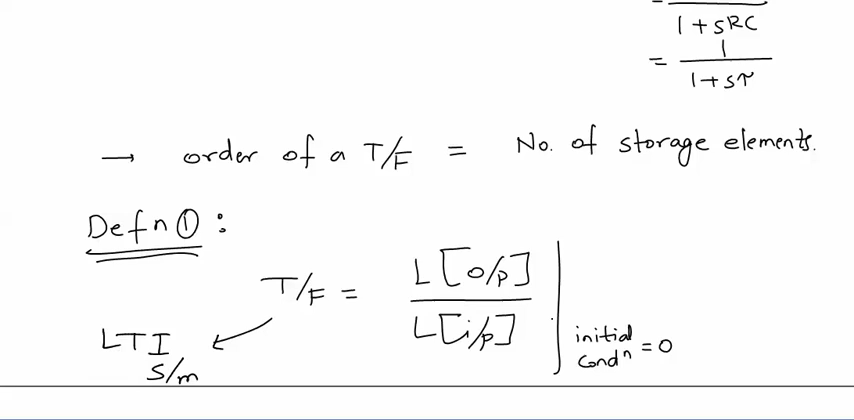 =
1 + sRC
= 1 / 1 + sτ
→ order of a T/F = No. of storage elements.
Defn ① :
T/F = L[o/p] / L[i/p] | initial condⁿ = 0
LTI
S/m